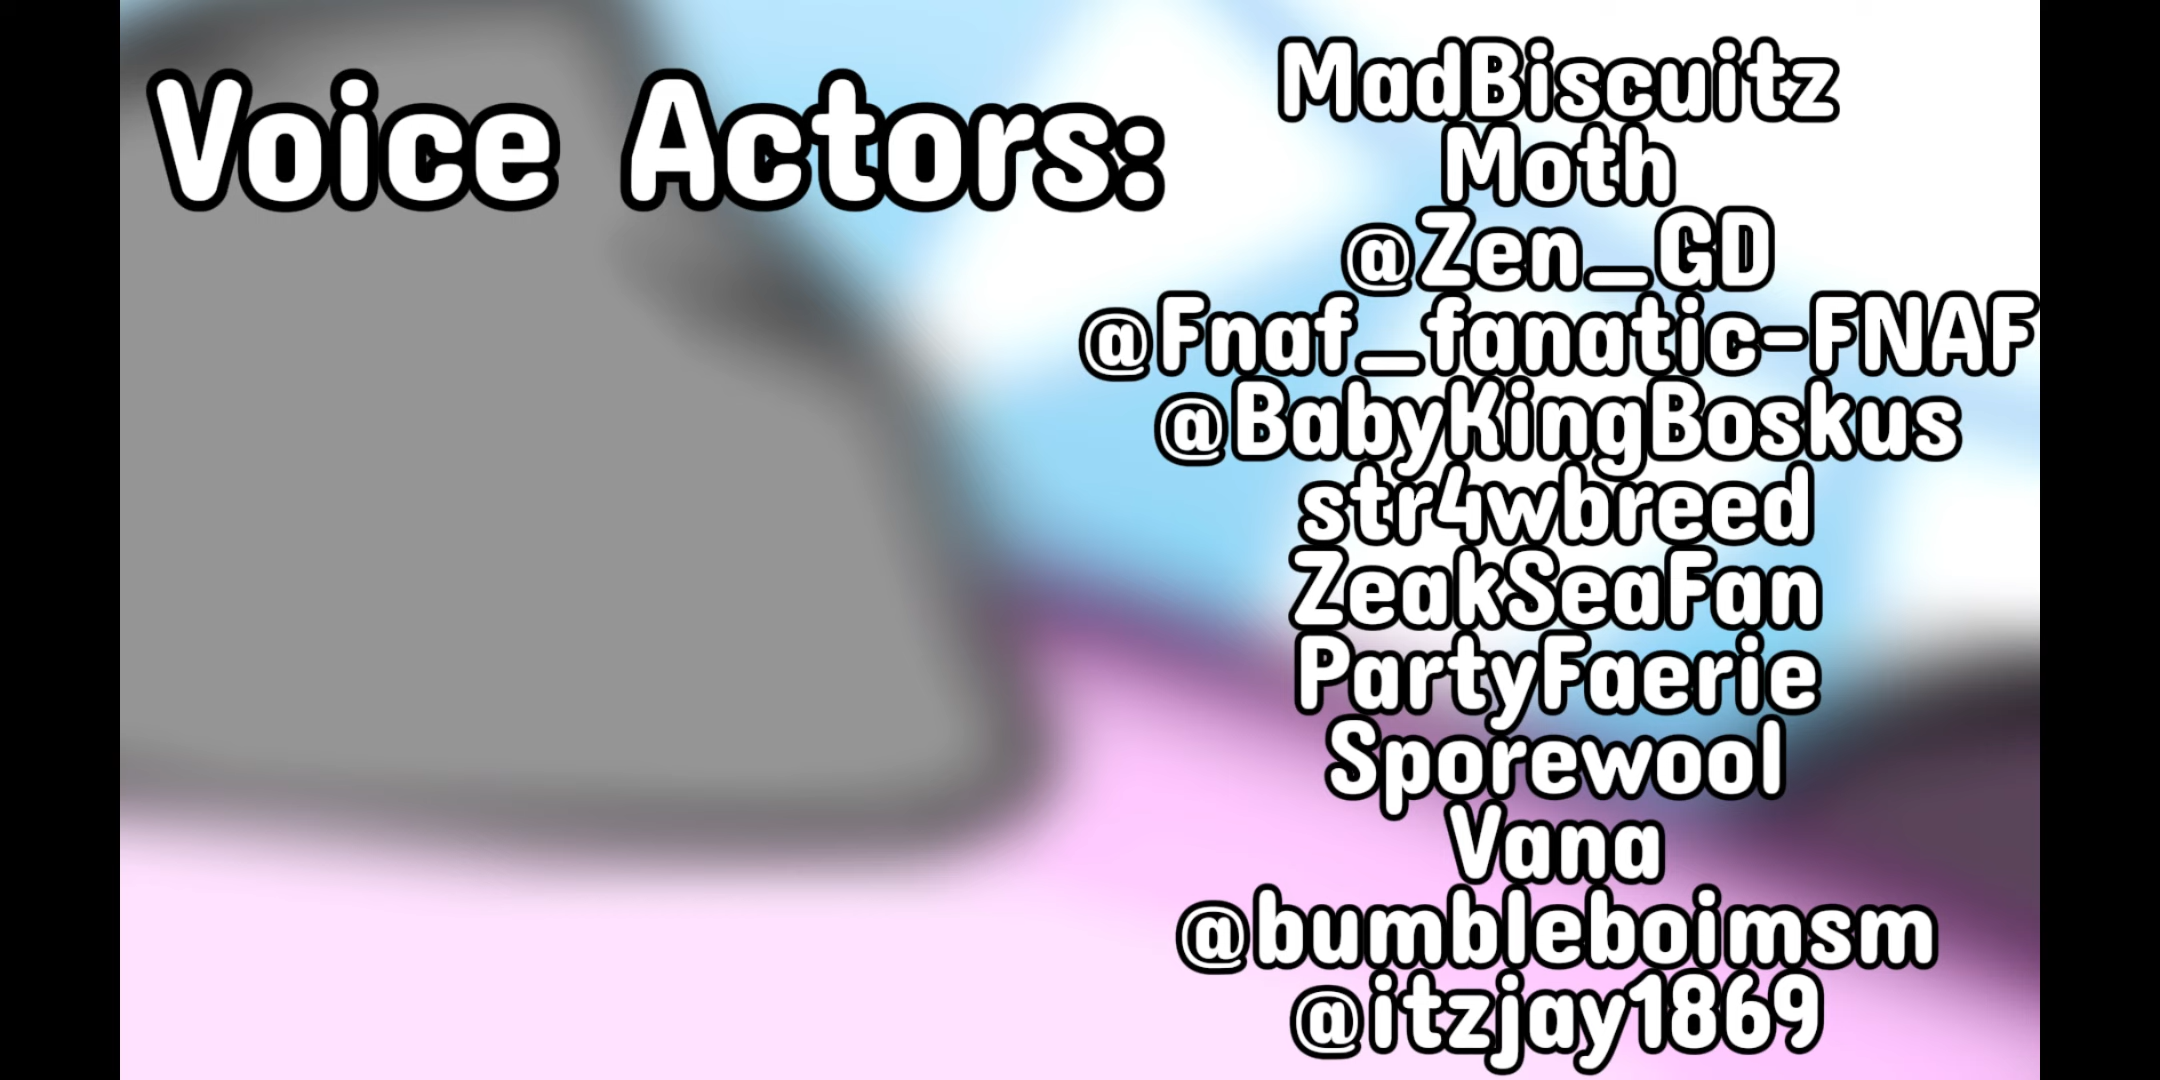 Voice Actors:
MadBiscuitz
Moth
@Zen_GD
@Fnaf_fanatic-FNAF
@BabyKingBoskus
str4wbreed
ZeakSeaFan
PartyFaerie
Sporewool
Vana
@bumbleboimsm
@itzjay1869